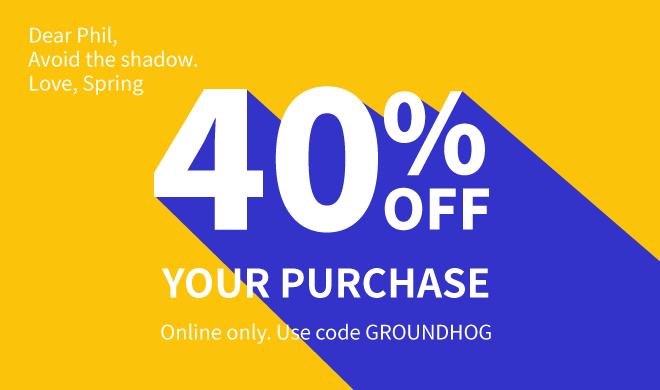 Dear Phil,
Avoid the shadow.
Love, Spring
40% OFF
YOUR PURCHASE
Online only. Use code GROUNDHOG